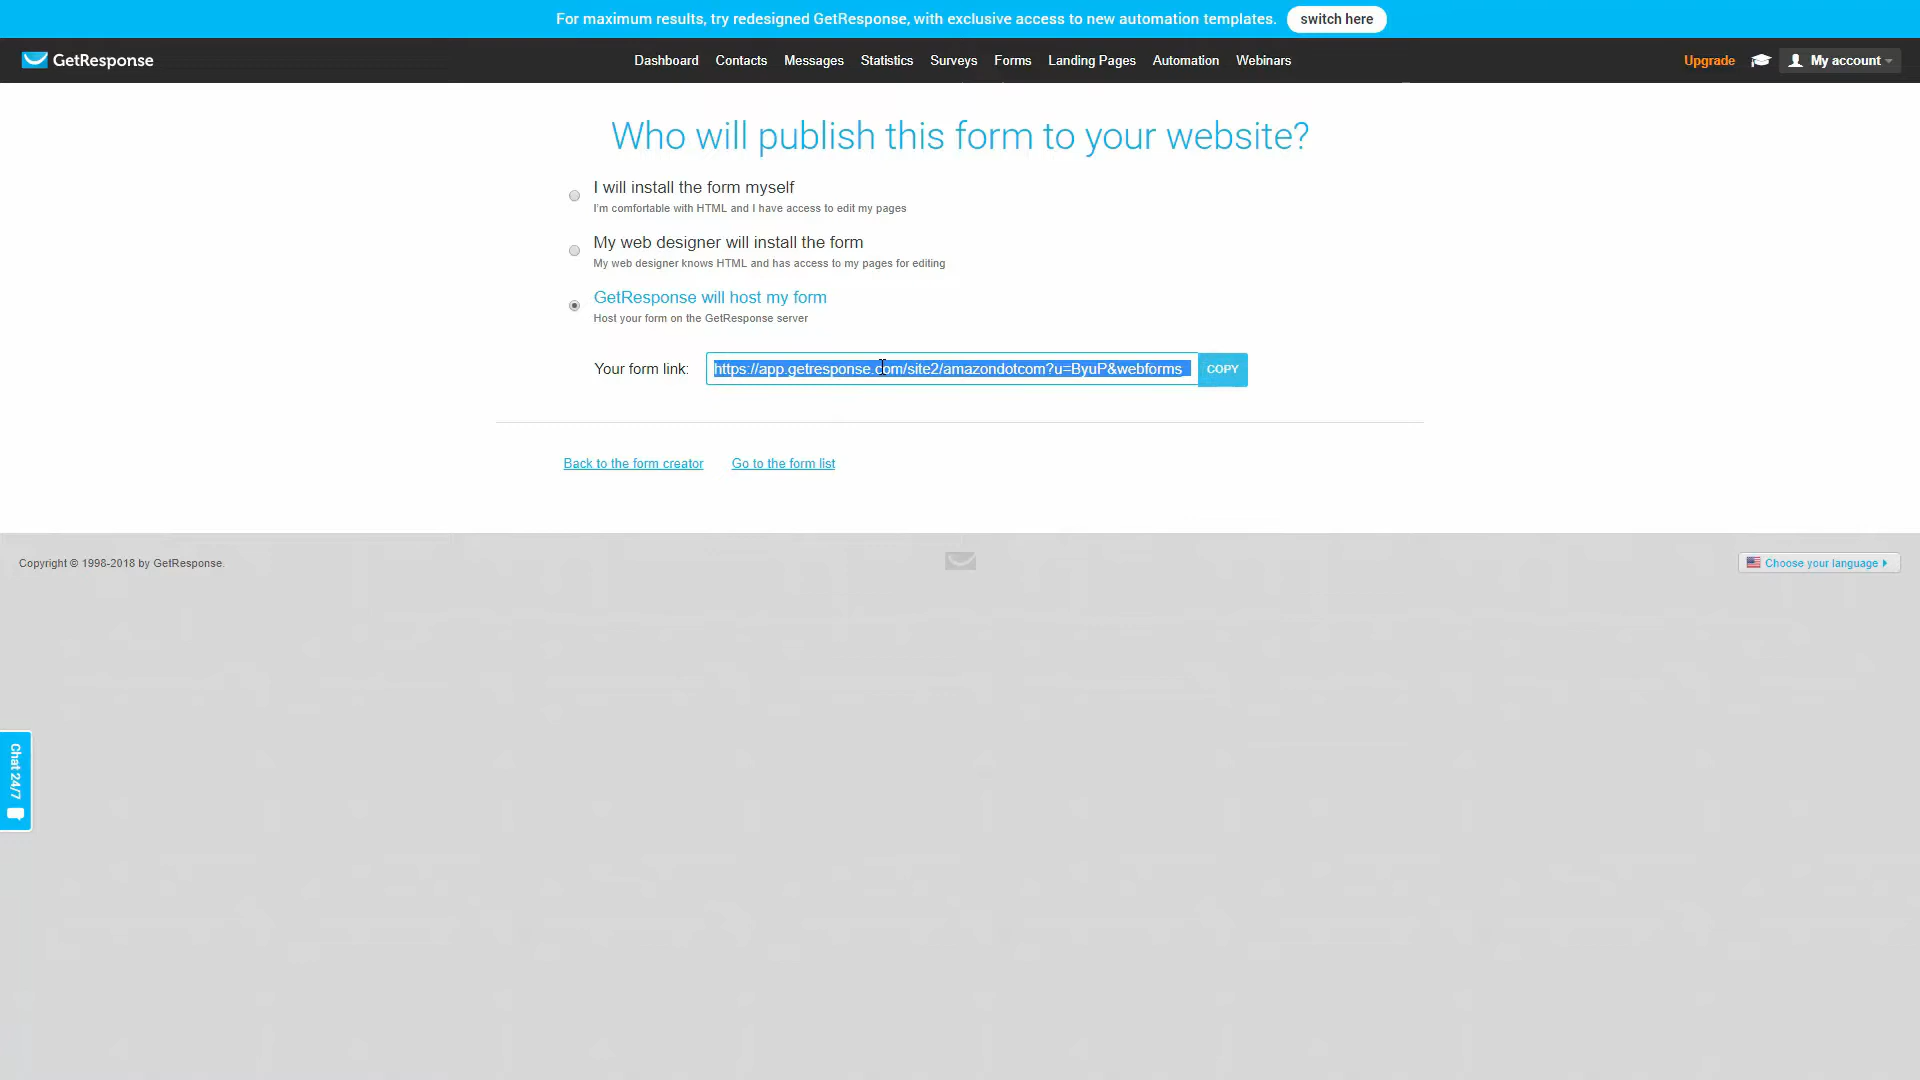 For maximum results, try redesigned GetResponse, with exclusive access to new automation templates. switch here
GetResponse Dashboard Contacts Messages Statistics Surveys Forms Landing Pages Automation Webinars Upgrade My account
Who will publish this form to your website?
I will install the form myself
I'm comfortable with HTML and I have access to edit my pages
My web designer will install the form
My web designer knows HTML and has access to my pages for editing
GetResponse will host my form
Host your form on the GetResponse server
Your form link: https://app.getresponse.com/site2/amazondotcom?u=ByuP&webforms COPY
Back to the form creator Go to the form list
Copyright © 1998-2018 by GetResponse. Choose your language
Chat 24/7